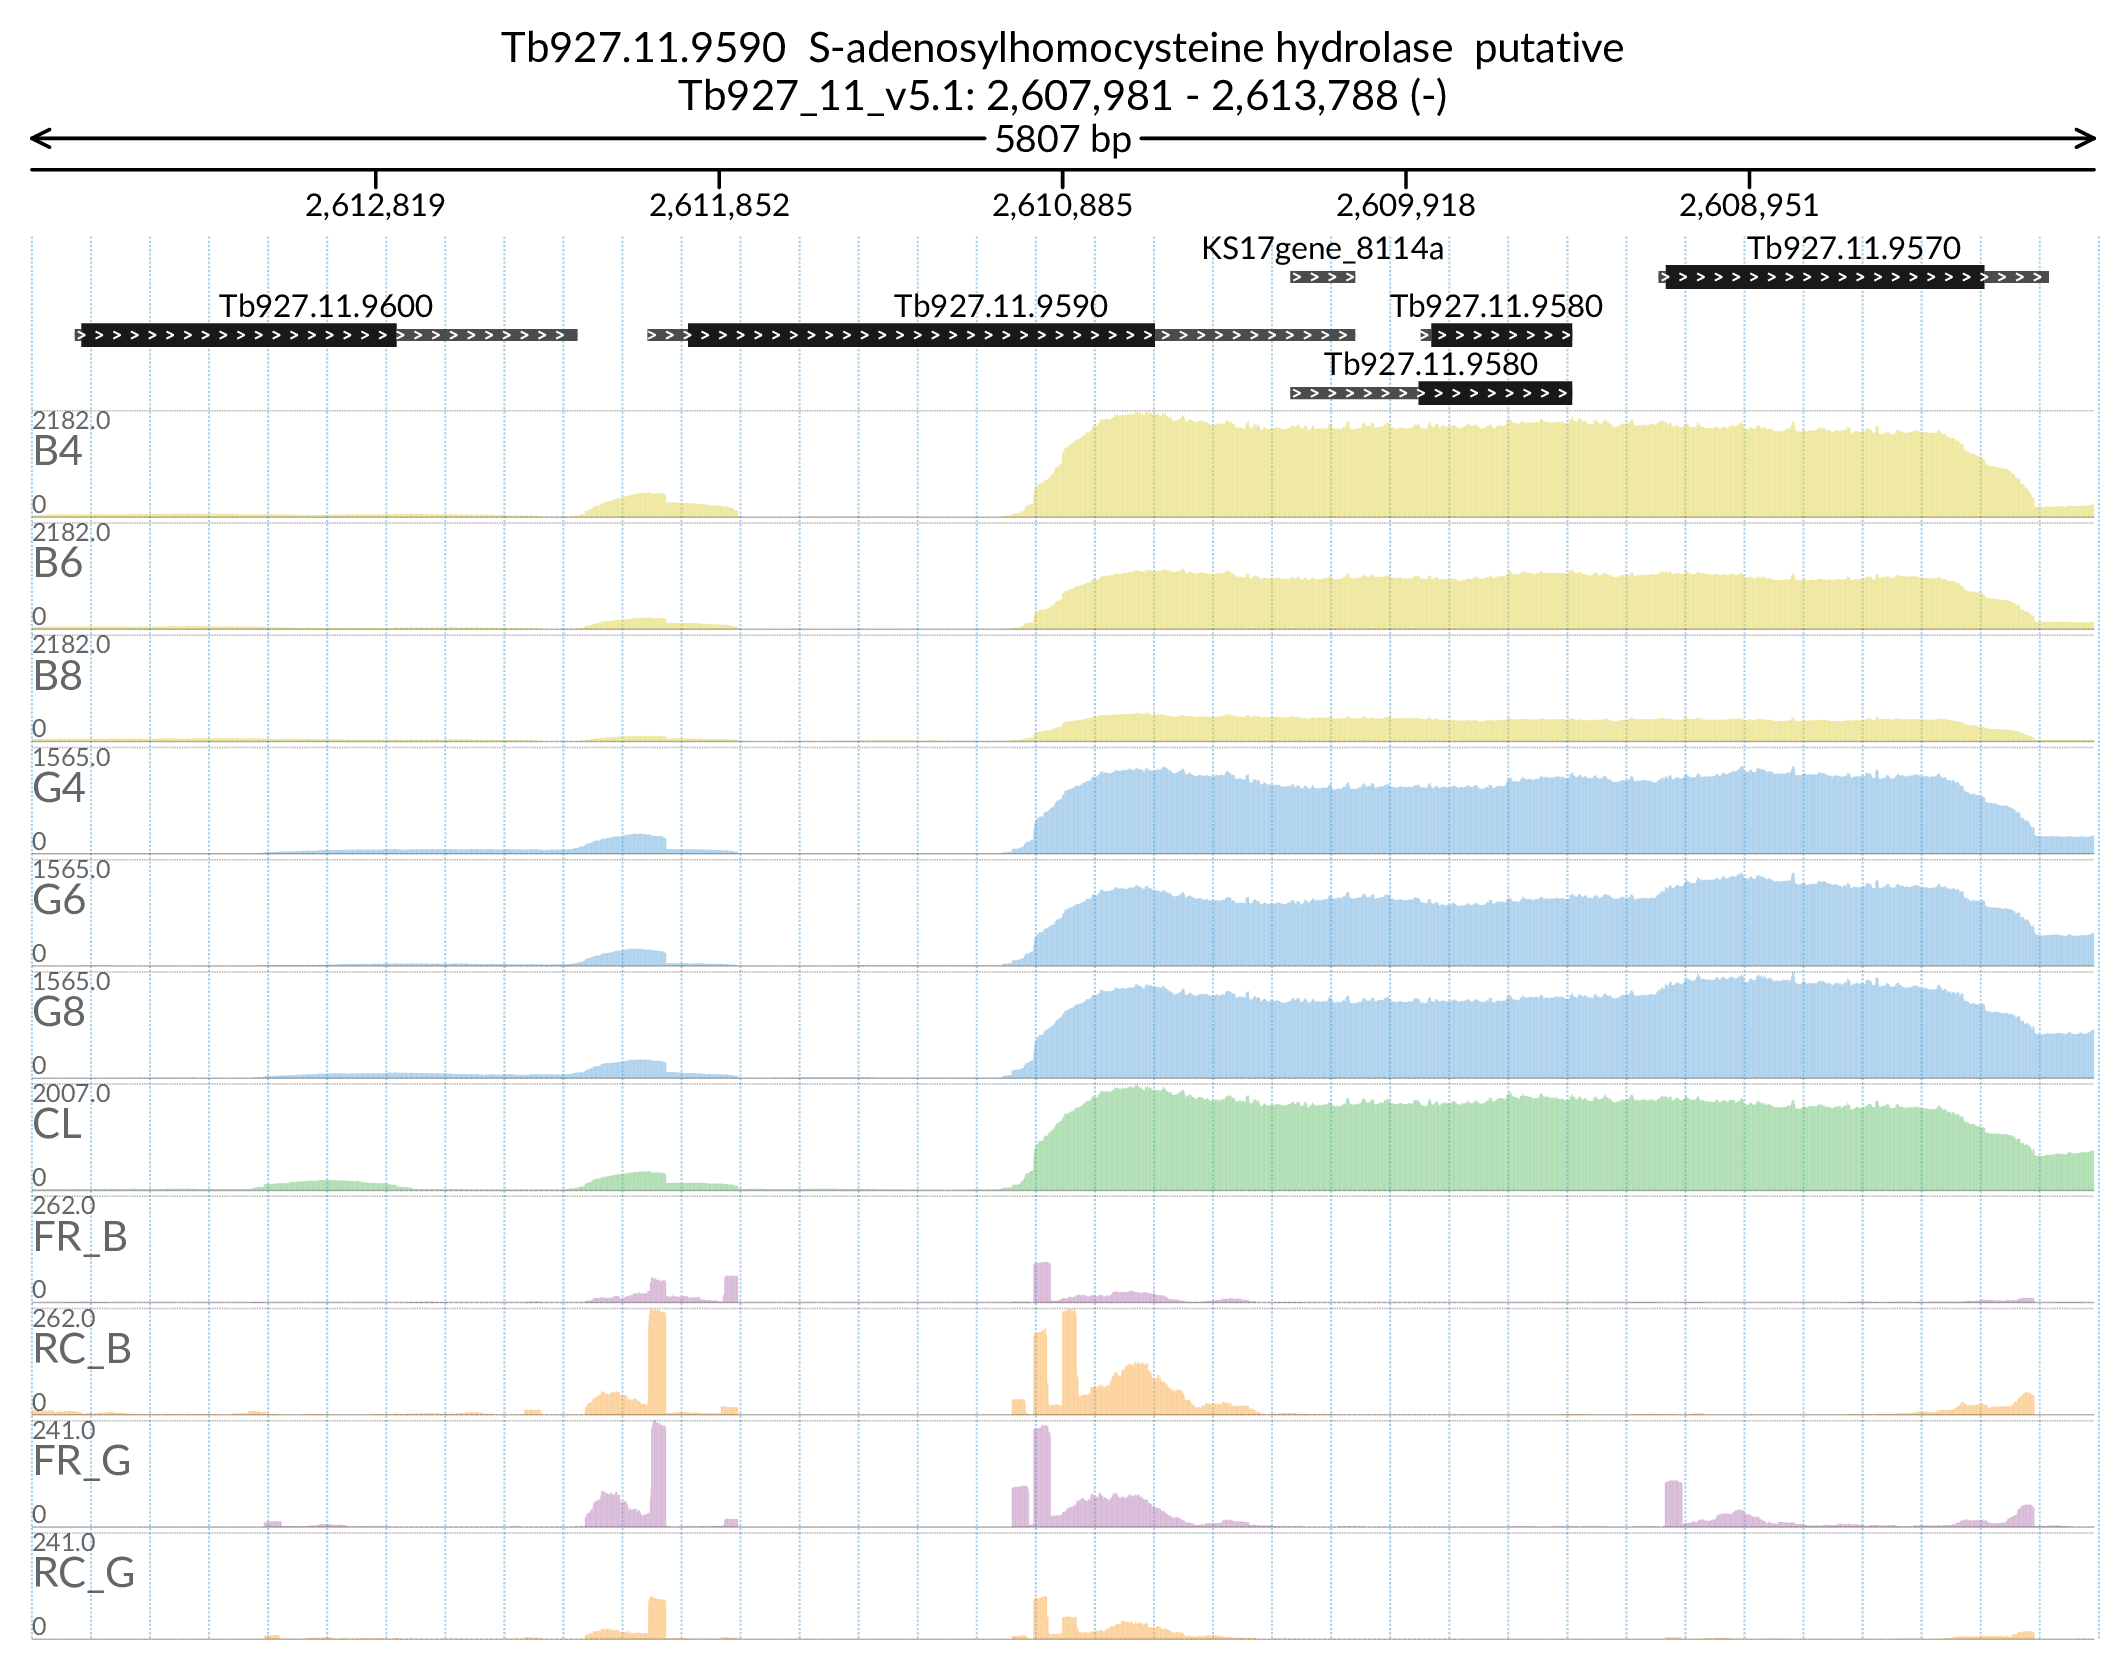 Tb927.11.9590  S-adenosylhomocysteine hydrolase  putative
Tb927_11_v5.1: 2,607,981 - 2,613,788 (-)
5807 bp
2,612,819 2,611,852 2,610,885 2,609,918 2,608,951
KS17gene_8114a Tb927.11.9570
Tb927.11.9600 Tb927.11.9590 Tb927.11.9580
Tb927.11.9580
2182.0
B4
0
2182.0
B6
0
2182.0
B8
0
1565.0
G4
0
1565.0
G6
0
1565.0
G8
0
2007.0
CL
0
262.0
FR_B
0
262.0
RC_B
0
241.0
FR_G
0
241.0
RC_G
0